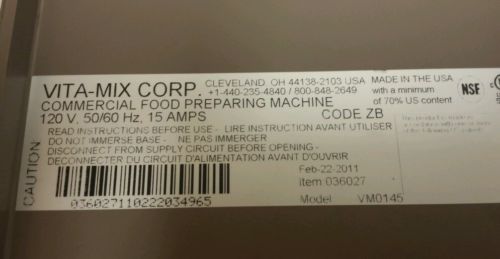 VITA-MIX CORP. CLEVELAND, OH 44138-2103 USA
+1-440-235-4840 / 800-848-2649
MADE IN THE USA
with a minimum
of 70% US content
NSF
COMMERCIAL FOOD PREPARING MACHINE
120 V, 50/60 Hz, 15 AMPS CODE ZB
CAUTION
READ INSTRUCTIONS BEFORE USE - LIRE INSTRUCTION AVANT UTILISER
DO NOT IMMERSE BASE - NE PAS IMMERGER
DISCONNECT FROM SUPPLY CIRCUIT BEFORE OPENING -
DECONNECTER DU CIRCUIT D'ALIMENTATION AVANT D'OUVRIR
036027110222034965
Feb-22-2011
Item: 036027
Model VM0145